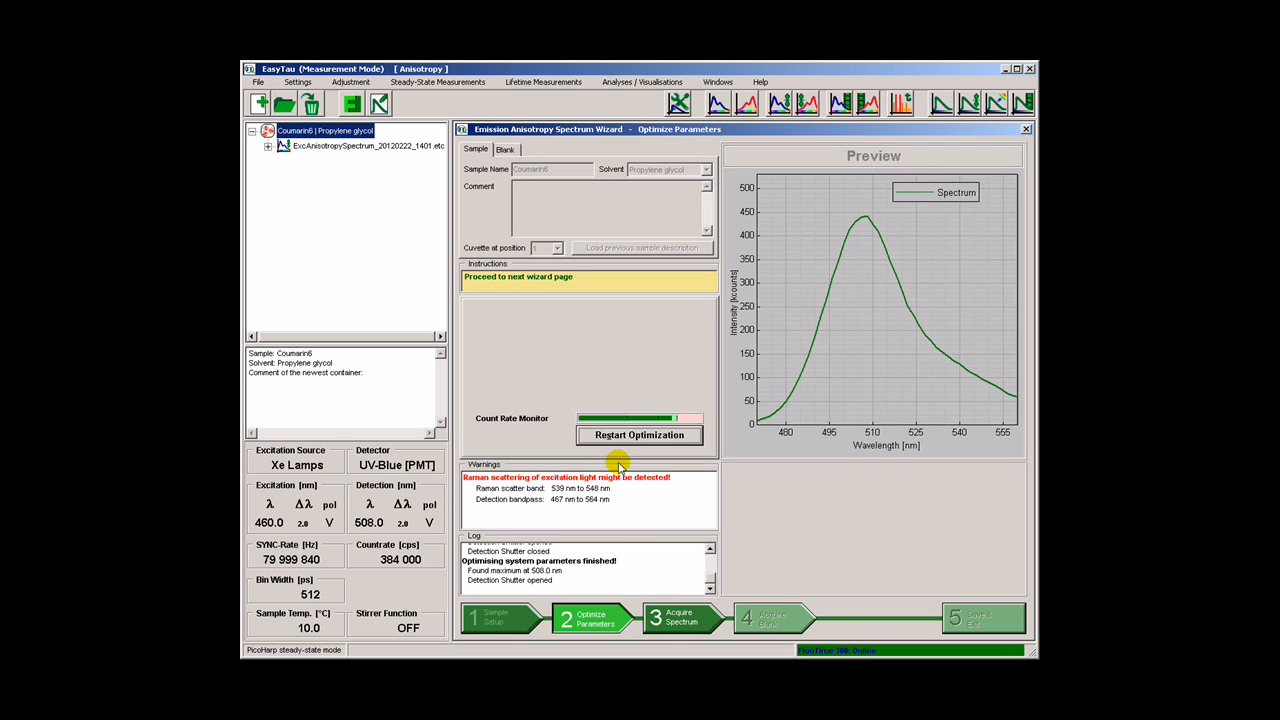 EasyTau (Measurement Mode) [ Anisotropy ]
File Settings Adjustment Steady-State Measurements Lifetime Measurements Analyses / Visualisations Windows Help
Coumarin6 | Propylene glycol
ExcAnisotropySpectrum_20120222_1401.etc
Sample: Coumarin6
Solvent: Propylene glycol
Comment of the newest container:
Excitation Source
Xe Lamps
Detector
UV-Blue [PMT]
Excitation [nm]
λ Δλ pol
460.0 2.0 V
Detection [nm]
λ Δλ pol
508.0 2.0 V
SYNC-Rate [Hz]
79 999 840
Countrate [cps]
384 000
Bin Width [ps]
512
Sample Temp. [°C]
10.0
Stirrer Function
OFF
PicoHarp steady-state mode
FluoTime 300: Online
Emission Anisotropy Spectrum Wizard - Optimize Parameters
Sample Blank
Sample Name Coumarin6 Solvent Propylene glycol
Comment
Cuvette at position 1 Load previous sample description
Instructions
Proceed to next wizard page
Count Rate Monitor
Restart Optimization
Warnings
Raman scattering of excitation light might be detected!
Raman scatter band: 539 nm to 548 nm
Detection bandpass: 467 nm to 564 nm
Log
Detection Shutter closed
Optimising system parameters finished!
Found maximum at 508.0 nm
Detection Shutter opened
1 Sample Setup
2 Optimize Parameters
3 Acquire Spectrum
4 Acquire Blank
5 Save & Exit
Preview
Spectrum
Intensity [kcounts]
500
450
400
350
300
250
200
150
100
50
0
480 495 510 525 540 555
Wavelength [nm]